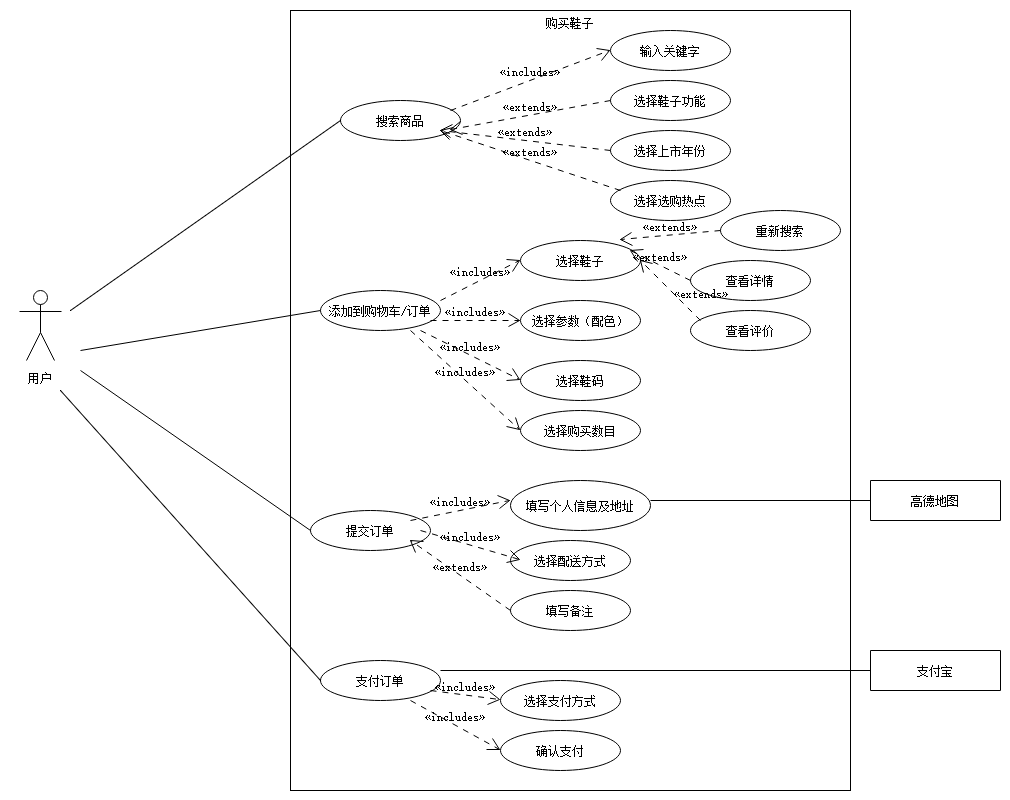 购买鞋子
输入关键字
«includes»
选择鞋子功能
«extends»
搜索商品
«extends»
选择上市年份
«extends»
选择选购热点
«extends»
重新搜索
选择鞋子
«extends»
«includes»
查看详情
«extends»
添加到购物车/订单
«includes»
选择参数（配色）
查看评价
«includes»
用户
«includes»
选择鞋码
选择购买数目
«includes»
填写个人信息及地址
高德地图
提交订单
«includes»
选择配送方式
«extends»
填写备注
支付订单
支付宝
«includes»
选择支付方式
«includes»
确认支付